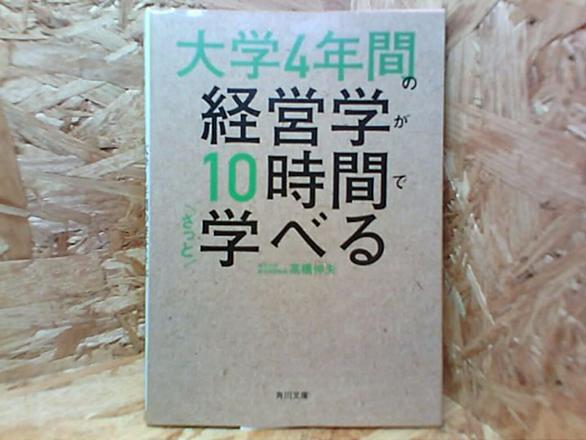 大学4年間の
経営学が
10時間で
ざっと
学べる
高橋伸夫
角川文庫